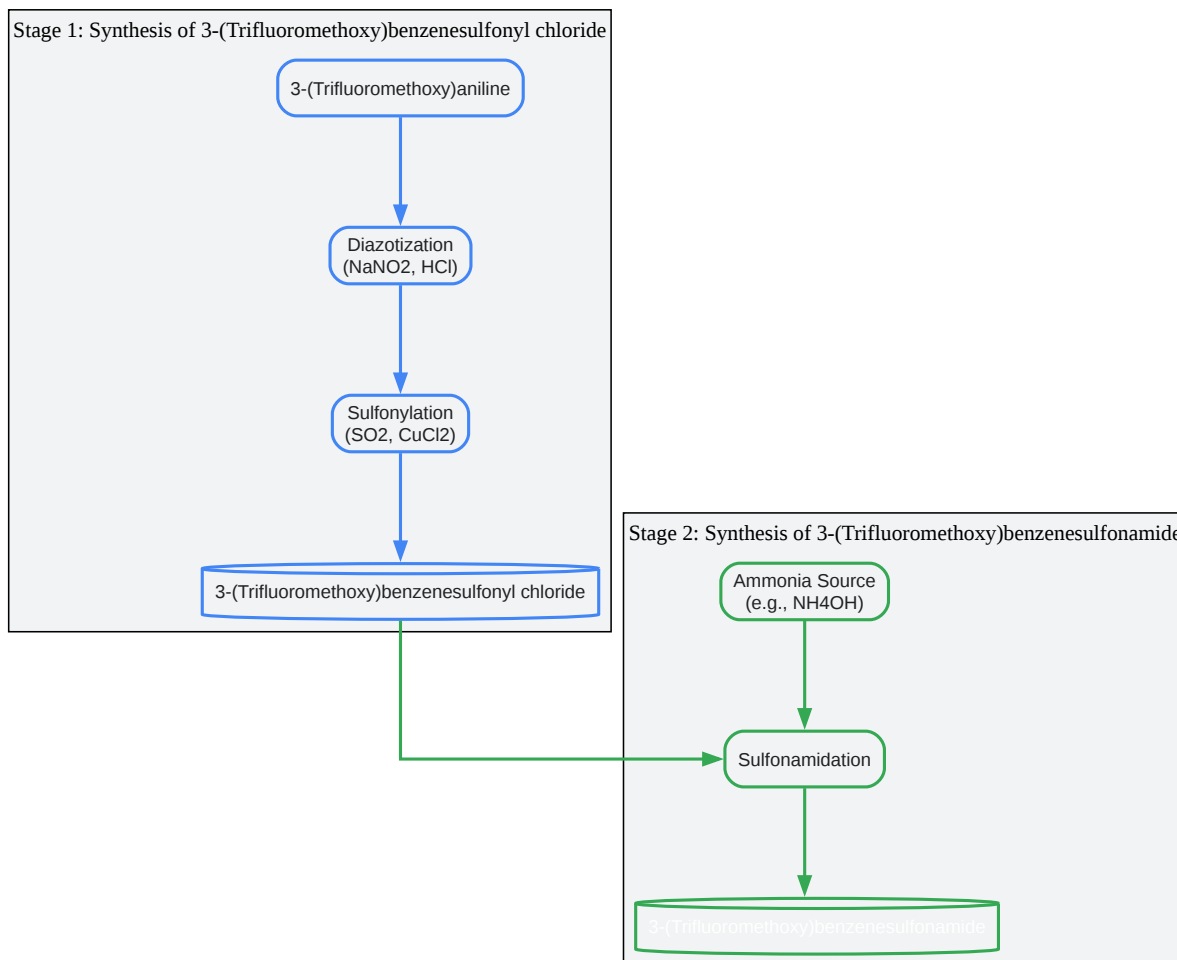 Stage 1: Synthesis of 3-(Trifluoromethoxy)benzenesulfonyl chloride
3-(Trifluoromethoxy)aniline
Diazotization
(NaNO2, HCl)
Sulfonylation
(SO2, CuCl2)
3-(Trifluoromethoxy)benzenesulfonyl chloride
Stage 2: Synthesis of 3-(Trifluoromethoxy)benzenesulfonamide
Ammonia Source
(e.g., NH4OH)
Sulfonamidation
3-(Trifluoromethoxy)benzenesulfonamide